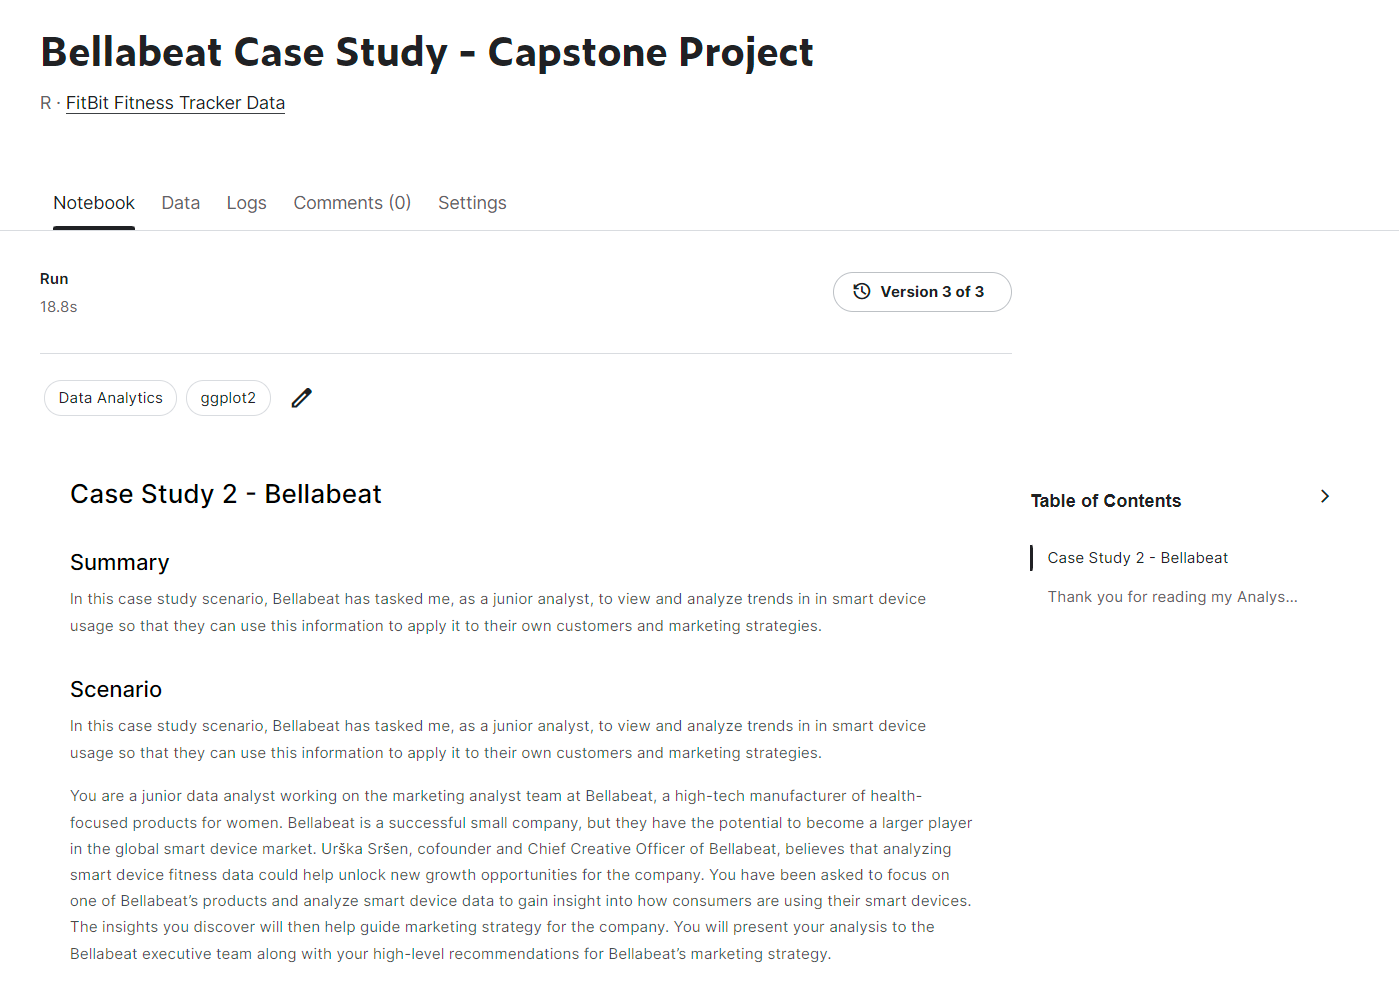 Bellabeat Case Study - Capstone Project
R · FitBit Fitness Tracker Data
Notebook Data Logs Comments (0) Settings
Run
18.8s
Version 3 of 3
Data Analytics ggplot2
Case Study 2 - Bellabeat
Summary
In this case study scenario, Bellabeat has tasked me, as a junior analyst, to view and analyze trends in in smart device
usage so that they can use this information to apply it to their own customers and marketing strategies.
Scenario
In this case study scenario, Bellabeat has tasked me, as a junior analyst, to view and analyze trends in in smart device
usage so that they can use this information to apply it to their own customers and marketing strategies.
You are a junior data analyst working on the marketing analyst team at Bellabeat, a high-tech manufacturer of health-
focused products for women. Bellabeat is a successful small company, but they have the potential to become a larger player
in the global smart device market. Urška Sršen, cofounder and Chief Creative Officer of Bellabeat, believes that analyzing
smart device fitness data could help unlock new growth opportunities for the company. You have been asked to focus on
one of Bellabeat’s products and analyze smart device data to gain insight into how consumers are using their smart devices.
The insights you discover will then help guide marketing strategy for the company. You will present your analysis to the
Bellabeat executive team along with your high-level recommendations for Bellabeat’s marketing strategy.
Table of Contents
Case Study 2 - Bellabeat
Thank you for reading my Analys...